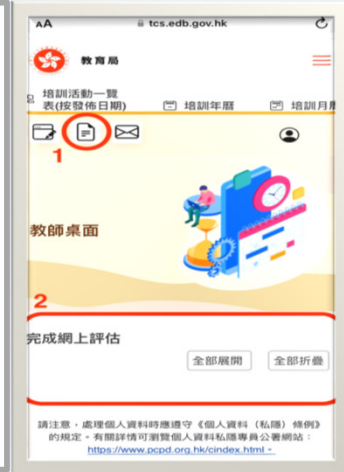 AA tcs.edb.gov.hk
教育局
培訓活動一覽
表(按發佈日期) 培訓年曆 培訓月曆
1
教師桌面
2
完成網上評估
全部展開 全部折疊
請注意,處理個人資料時應遵守《個人資料(私隱)條例》
的規定。有關詳情可瀏覽個人資料私隱專員公署網站:
https://www.pcpd.org.hk/cindex.html。